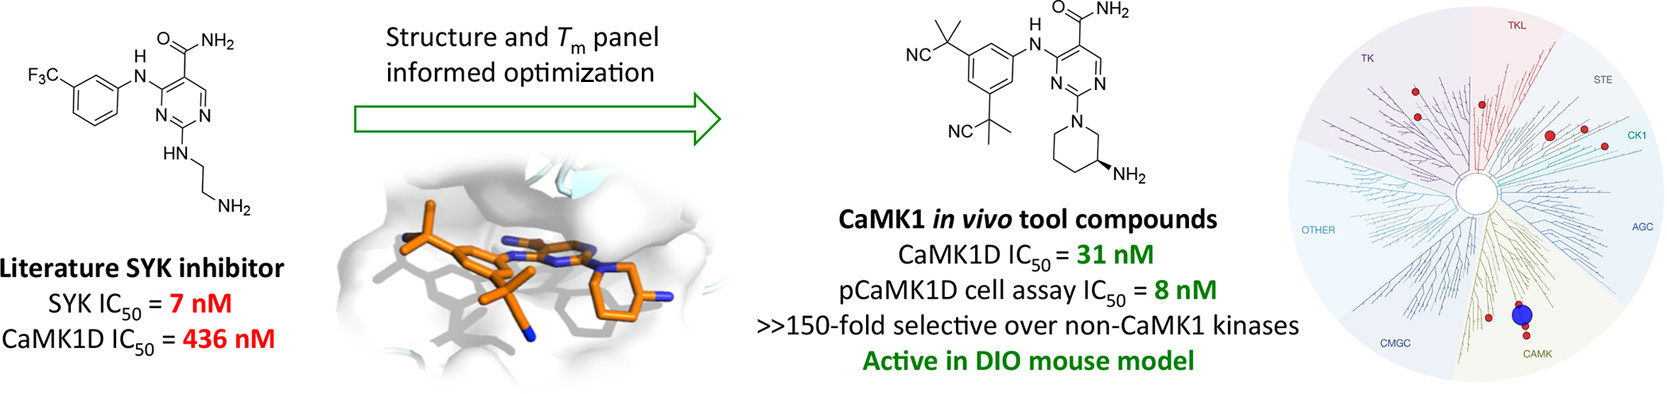 F3C
H
N
O
NH2
N
N
HN
NH2
Literature SYK inhibitor
SYK IC50 = 7 nM
CaMK1D IC50 = 436 nM
Structure and Tm panel
informed optimization
NC
H
N
O
NH2
N
N
NC
N
NH2
CaMK1 in vivo tool compounds
CaMK1D IC50 = 31 nM
pCaMK1D cell assay IC50 = 8 nM
>>150-fold selective over non-CaMK1 kinases
Active in DIO mouse model
TKL
TK
STE
CK1
OTHER
AGC
CMGC
CAMK